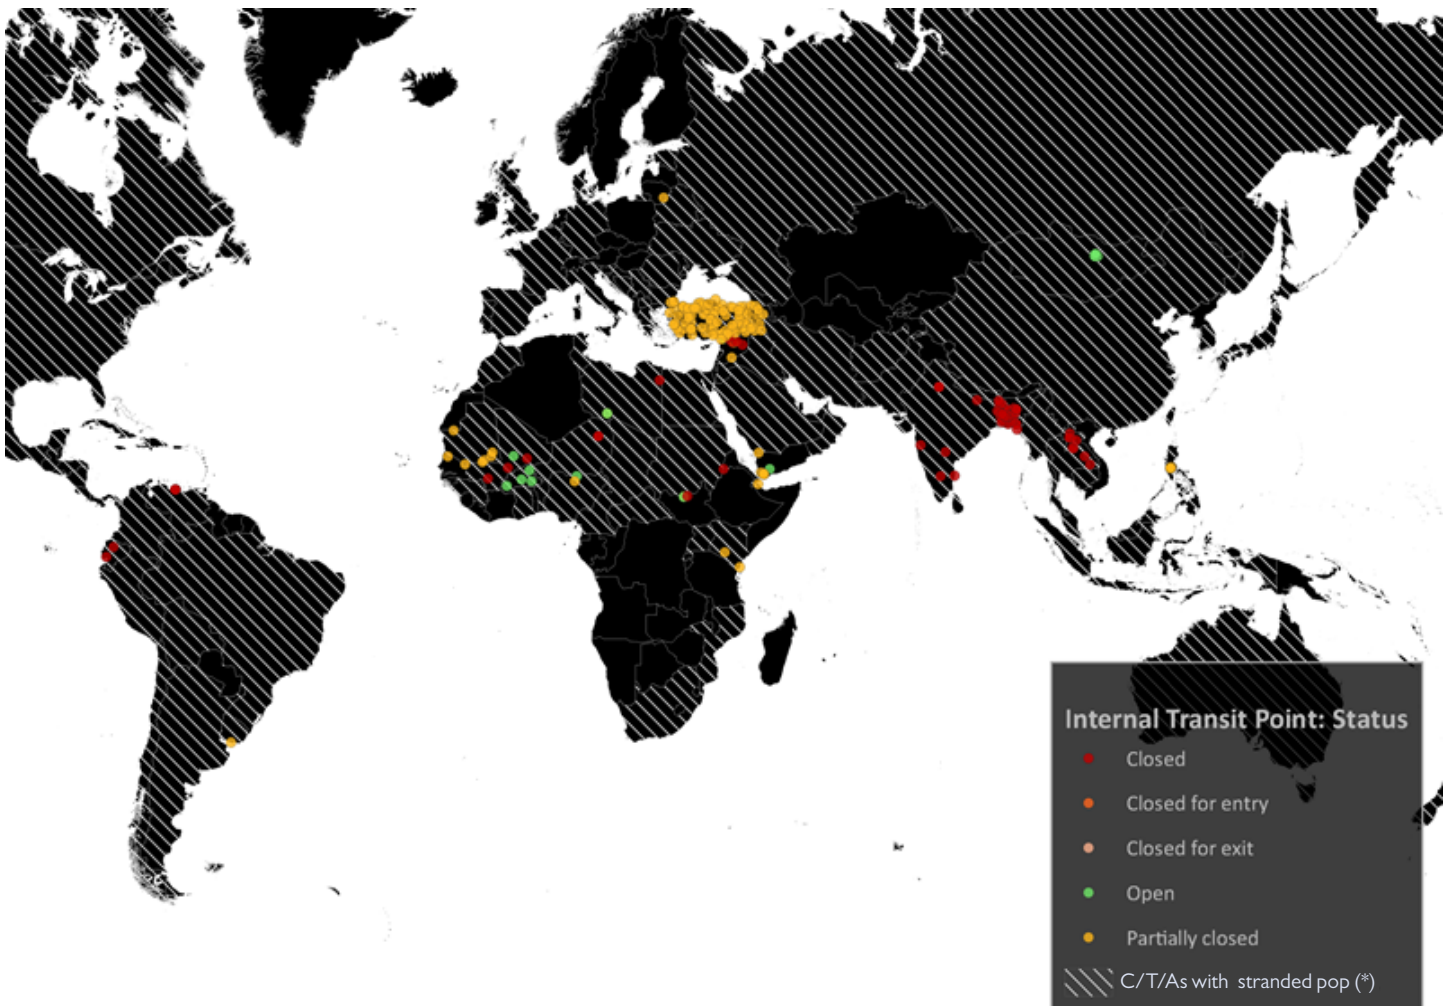 Internal Transit Point: Status
Closed
Closed for entry
Closed for exit
Open
Partially closed
C/T/As with stranded pop (*)